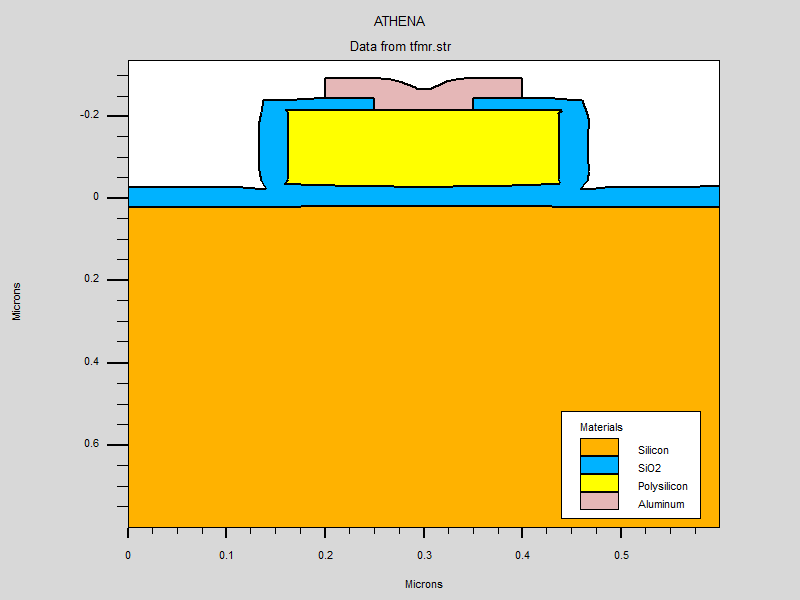 ATHENA
Data from tfmr.str
-0.2
0
0.2
0.4
0.6
Microns
Materials
Silicon
SiO2
Polysilicon
Aluminum
0 0.1 0.2 0.3 0.4 0.5
Microns